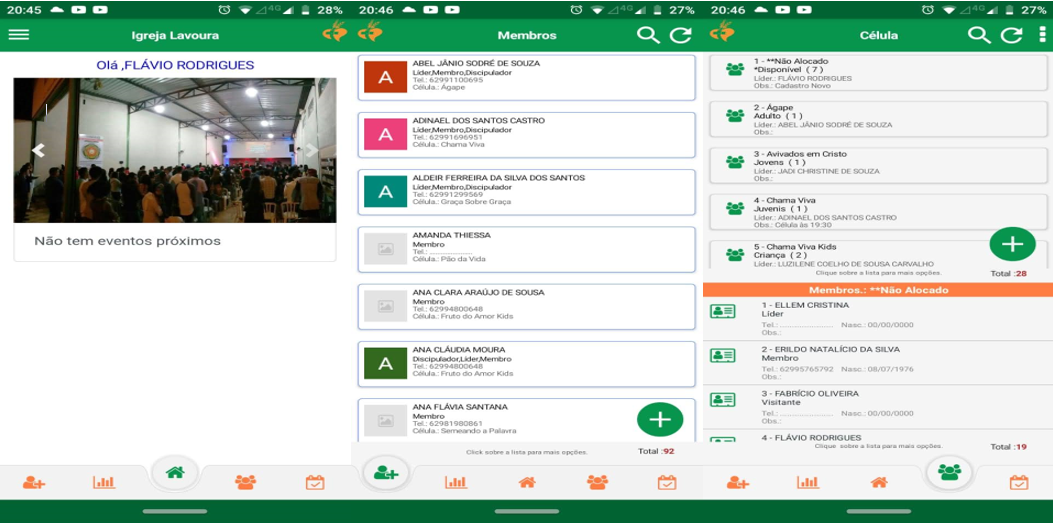 20:45
4G
28%
Igreja Lavoura
Olá ,FLÁVIO RODRIGUES
Não tem eventos próximos
20:46
4G
27%
Membros
A
ABEL JÂNIO SODRÉ DE SOUZA
Líder,Membro,Discipulador
Tel.: 62991100695
Célula.: Ágape
A
ADINAEL DOS SANTOS CASTRO
Líder,Membro,Discipulador
Tel.: 62991696951
Célula.: Chama Viva
A
ALDEIR FERREIRA DA SILVA DOS SANTOS
Líder,Membro,Discipulador
Tel.: 62991299569
Célula.: Graça Sobre Graça
AMANDA THIESSA
Membro
Tel.: ....................
Célula.: Pão da Vida
ANA CLARA ARAÚJO DE SOUSA
Membro
Tel.: 62994800648
Célula.: Fruto do Amor Kids
A
ANA CLÁUDIA MOURA
Discipulador,Líder,Membro
Tel.: 62994800648
Célula.: Fruto do Amor Kids
ANA FLÁVIA SANTANA
Membro
Tel.: 62981980861
Célula.: Semeando a Palavra
Click sobre a lista para mais opções.
Total :92
20:46
4G
27%
Célula
1 - **Não Alocado
*Disponível ( 7 )
Líder.: FLÁVIO RODRIGUES
Obs.: Cadastro Novo
2 - Ágape
Adulto ( 1 )
Líder.: ABEL JÂNIO SODRÉ DE SOUZA
Obs.:
3 - Avivados em Cristo
Jovens ( 1 )
Líder.: JADI CHRISTINE DE SOUZA
Obs.:
4 - Chama Viva
Juvenis ( 1 )
Líder.: ADINAEL DOS SANTOS CASTRO
Obs.: Célula às 19:30
5 - Chama Viva Kids
Criança ( 2 )
Líder.: LUZILENE COELHO DE SOUSA CARVALHO
Clique sobre a lista para mais opções.
Total :28
Membros.: **Não Alocado
1 - ELLEM CRISTINA
Líder
Tel.: ........................ Nasc.: 00/00/0000
Obs.:
2 - ERILDO NATALÍCIO DA SILVA
Membro
Tel.:62995765792 Nasc.: 08/07/1976
Obs.:
3 - FABRÍCIO OLIVEIRA
Visitante
Tel.: ........................ Nasc.: 00/00/0000
Obs.:
4 - FLÁVIO RODRIGUES
Clique sobre a lista para mais opções.
Total :19